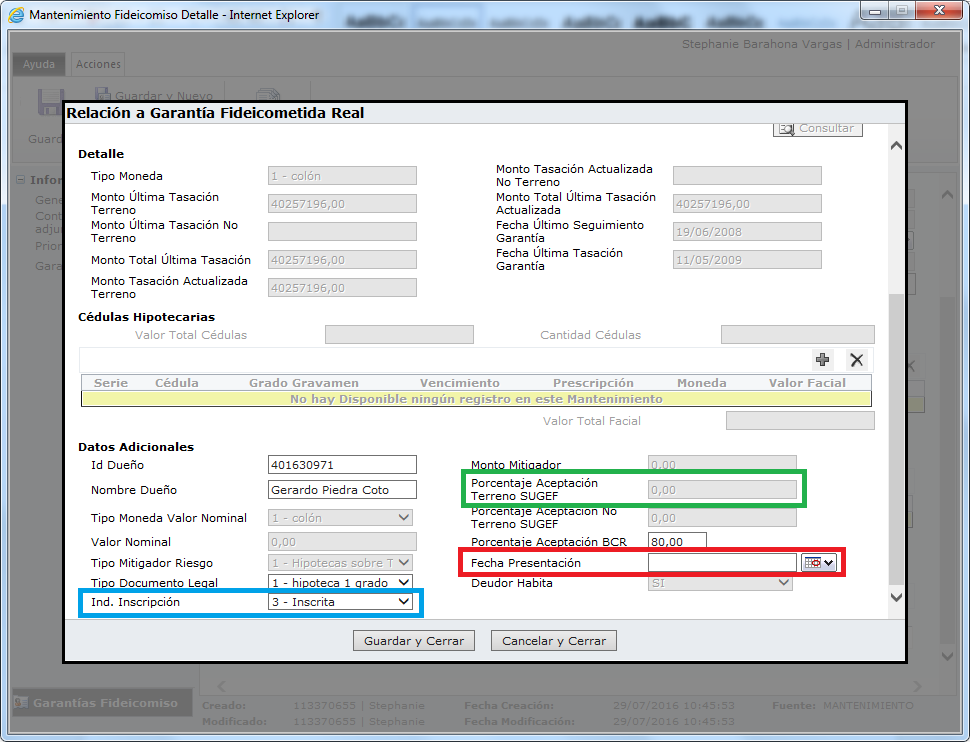 Mantenimiento Fideicomiso Detalle - Internet Explorer
Stephanie Barahona Vargas | Administrador
Ayuda Acciones
Guardar y Nuevo
Guard
Relación a Garantía Fideicometida Real
Consultar
Detalle
Tipo Moneda 1 - colón
Monto Tasación Actualizada No Terreno
Monto Última Tasación Terreno 40257196,00
Monto Total Última Tasación Actualizada 40257196,00
Monto Última Tasación No Terreno
Fecha Último Seguimiento Garantía 19/06/2008
Monto Total Última Tasación 40257196,00
Fecha Última Tasación Garantía 11/05/2009
Monto Tasación Actualizada Terreno 40257196,00
Infor
Gene
Cont
adju
Prior
Gara
Cédulas Hipotecarias
Valor Total Cédulas Cantidad Cédulas
Serie Cédula Grado Gravamen Vencimiento Prescripción Moneda Valor Facial
No hay Disponible ningún registro en este Mantenimiento
Valor Total Facial
Datos Adicionales
Id Dueño 401630971 Monto Mitigador 0,00
Nombre Dueño Gerardo Piedra Coto Porcentaje Aceptación Terreno SUGEF 0,00
Tipo Moneda Valor Nominal 1 - colón Porcentaje Aceptación No Terreno SUGEF 0,00
Valor Nominal 0,00 Porcentaje Aceptación BCR 80,00
Tipo Mitigador Riesgo 1 - Hipotecas sobre T Fecha Presentación
Tipo Documento Legal 1 - hipoteca 1 grado Deudor Habita SI
Ind. Inscripción 3 - Inscrita
Guardar y Cerrar Cancelar y Cerrar
Garantías Fideicomiso
Creado: 113370655 | Stephanie Fecha Creación: 29/07/2016 10:45:53 Fuente: MANTENIMIENTO
Modificado: 113370655 | Stephanie Fecha Modificación: 29/07/2016 10:45:53